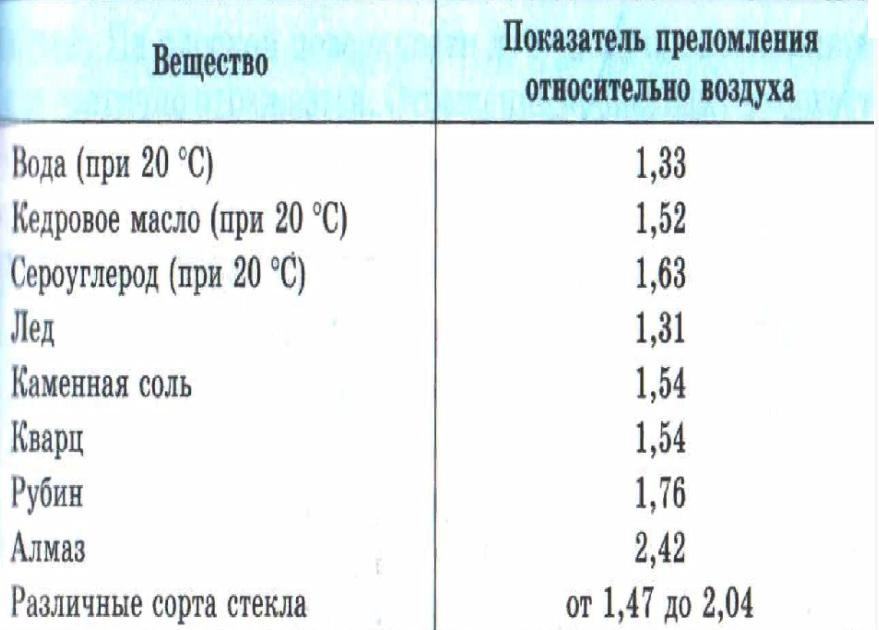 Вещество
Показатель преломления
относительно воздуха
Вода (при 20 °С) 1,33
Кедровое масло (при 20 °С) 1,52
Сероуглерод (при 20 °С) 1,63
Лед 1,31
Каменная соль 1,54
Кварц 1,54
Рубин 1,76
Алмаз 2,42
Различные сорта стекла от 1,47 до 2,04